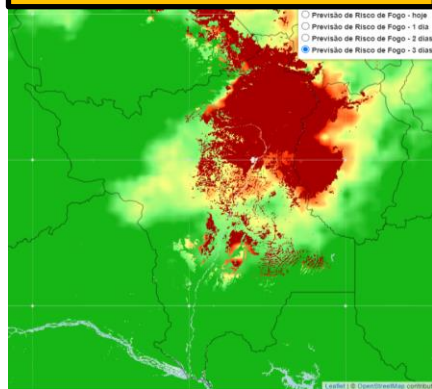 Previsão de Risco de Fogo - hoje
Previsão de Risco de Fogo - 1 dia
Previsão de Risco de Fogo - 2 dias
Previsão de Risco de Fogo - 3 dias
Leaflet | © OpenStreetMap contribut